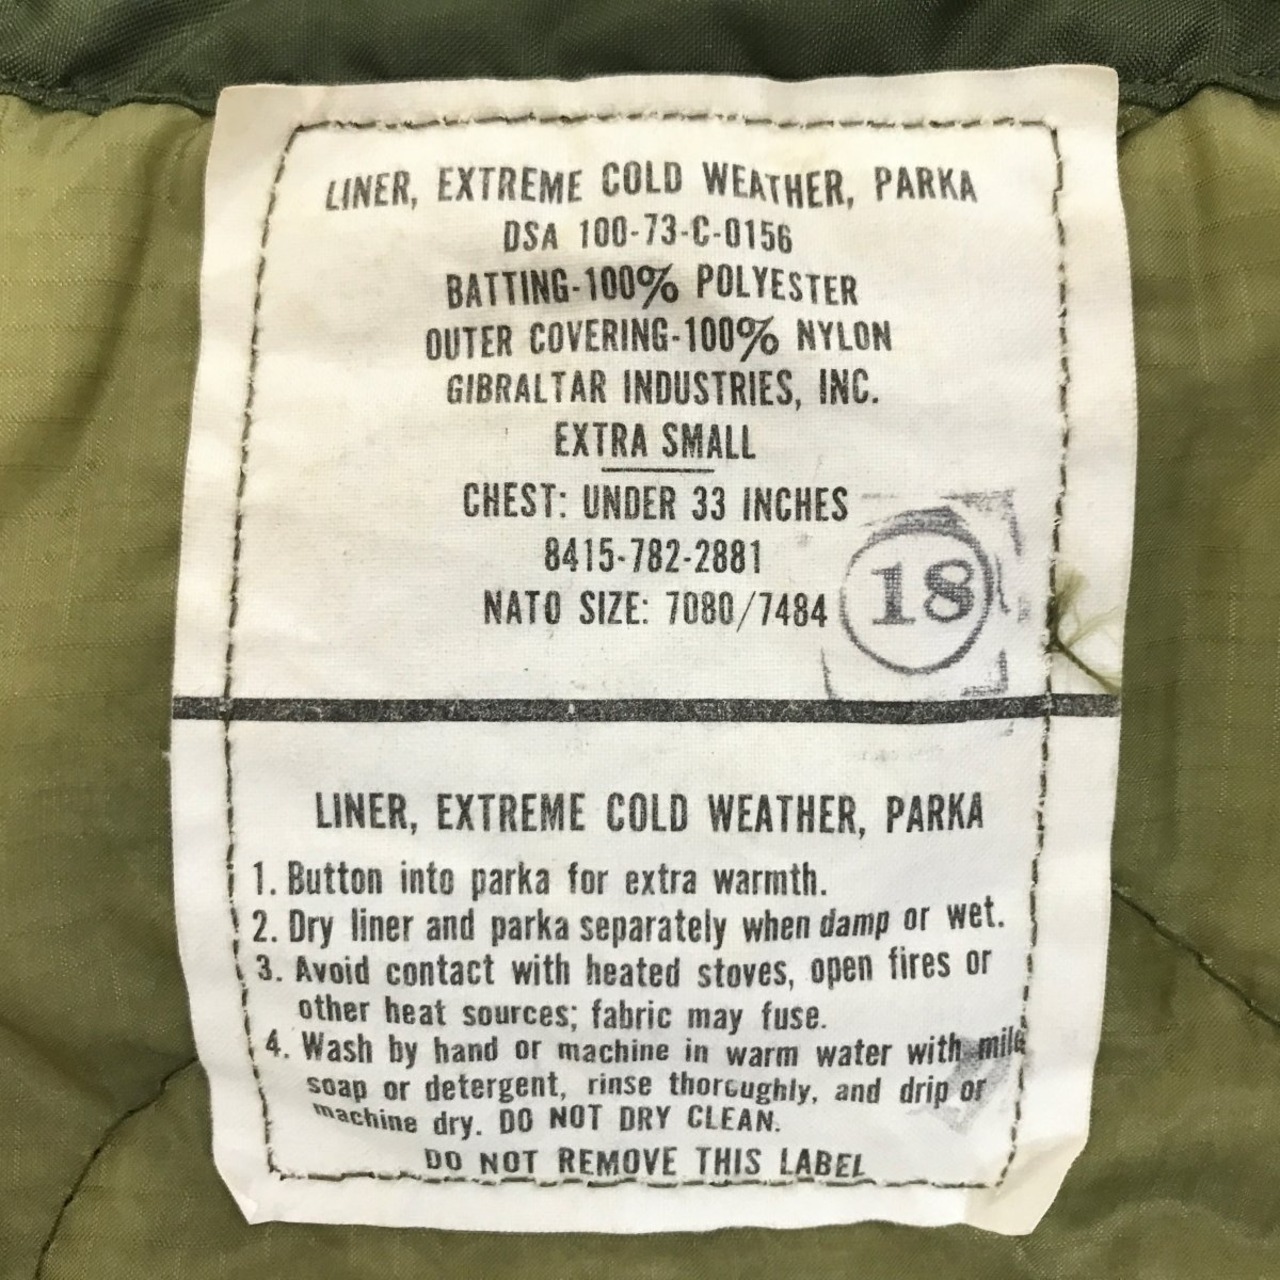 LINER, EXTREME COLD WEATHER, PARKA
DSA 100-73-C-0156
BATTING-100% POLYESTER
OUTER COVERING-100% NYLON
GIBRALTAR INDUSTRIES, INC.
EXTRA SMALL
CHEST: UNDER 33 INCHES
8415-782-2881
NATO SIZE: 7080/7484
18
LINER, EXTREME COLD WEATHER, PARKA
1. Button into parka for extra warmth.
2. Dry liner and parka separately when damp or wet.
3. Avoid contact with heated stoves, open fires or
other heat sources; fabric may fuse.
4. Wash by hand or machine in warm water with mild
soap or detergent, rinse thoroughly, and drip or
machine dry. DO NOT DRY CLEAN.
DO NOT REMOVE THIS LABEL